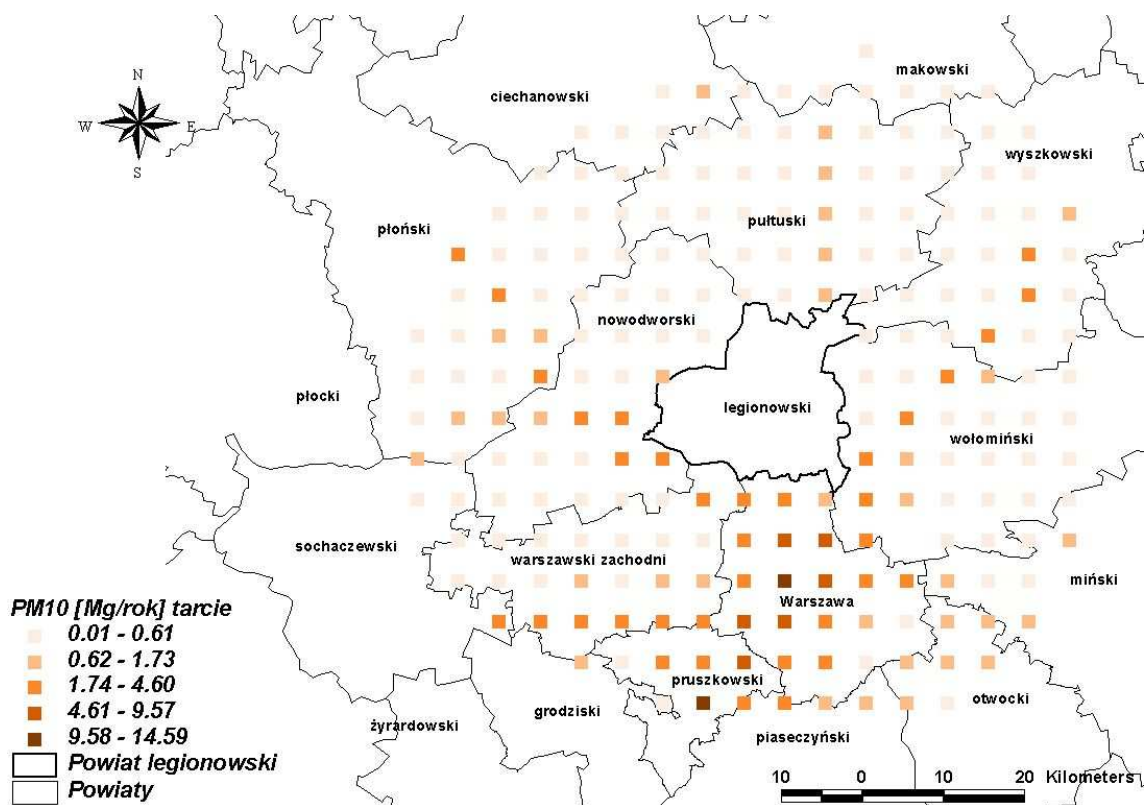 N
W E
S
ciechanowski
makowski
wyszkowski
płoński
pułtuski
nowodworski
płocki
legionowski
wołomiński
sochaczewski
warszawski zachodni
miński
Warszawa
pruszkowski
otwocki
grodziski
żyrardowski
piaseczyński
PM10 [Mg/rok] tarcie
0.01 - 0.61
0.62 - 1.73
1.74 - 4.60
4.61 - 9.57
9.58 - 14.59
Powiat legionowski
Powiaty
10 0 10 20 Kilometers